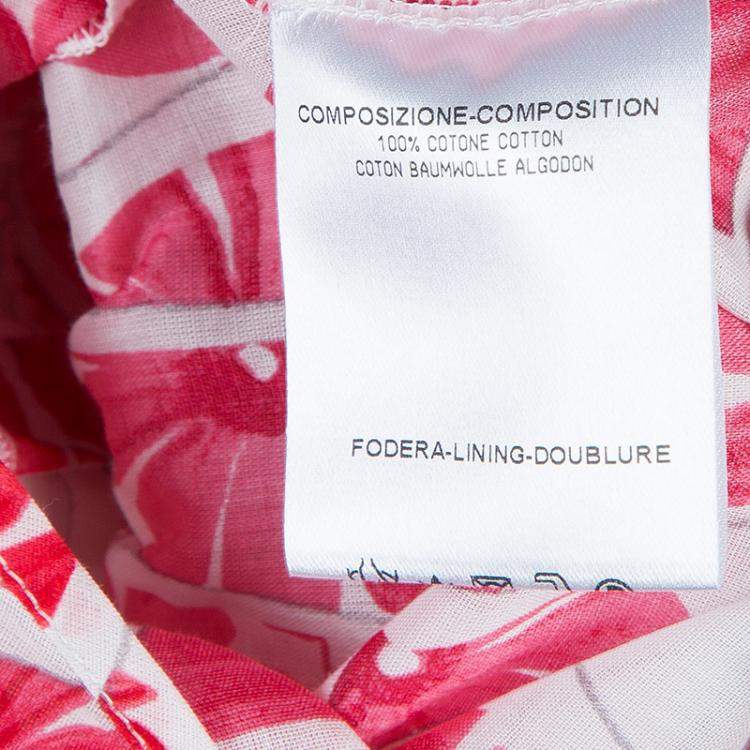 COMPOSIZIONE-COMPOSITION
100% COTONE COTTON
COTON BAUMWOLLE ALGODON
FODERA-LINING-DOUBLURE